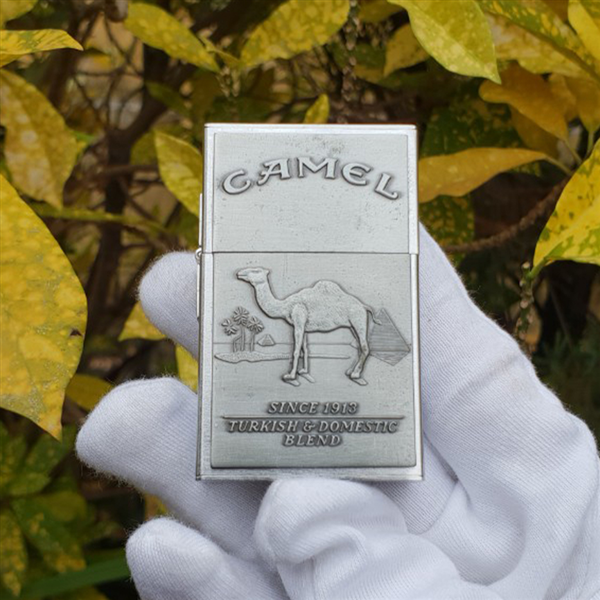 CAMEL
SINCE 1913
TURKISH & DOMESTIC
BLEND